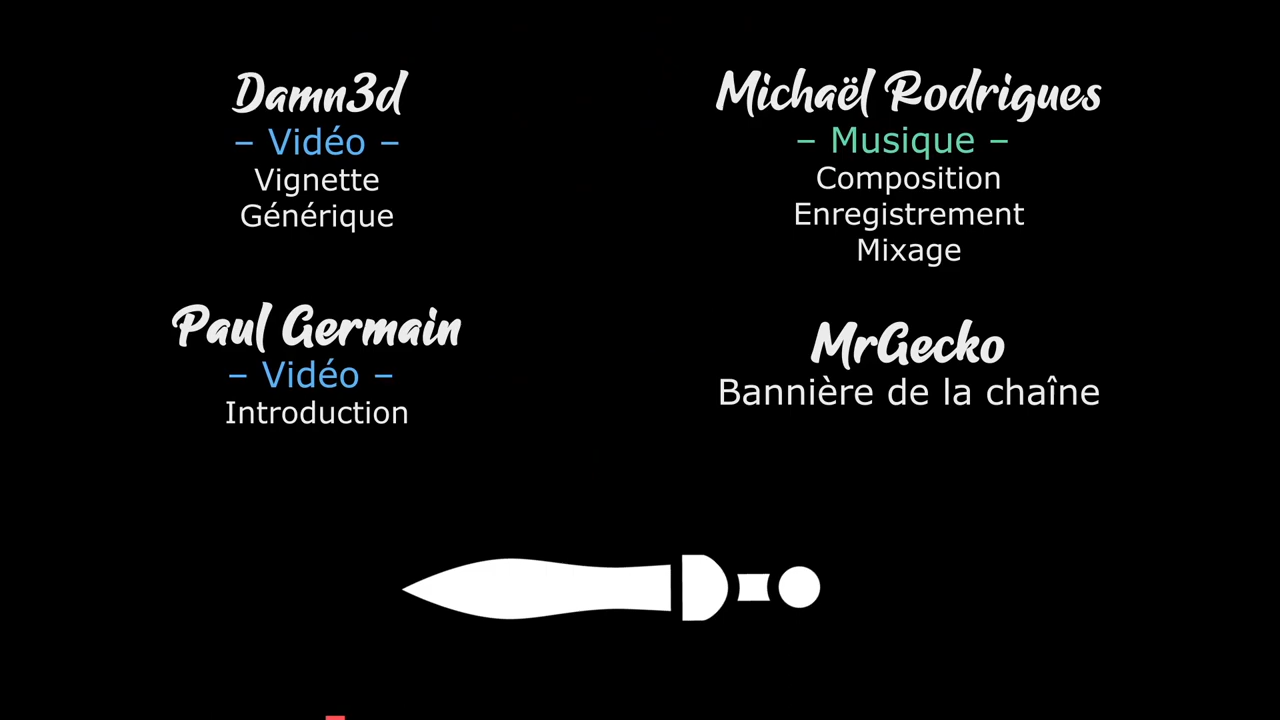 Damn3d
– Vidéo –
Vignette
Générique
Michaël Rodrigues
– Musique –
Composition
Enregistrement
Mixage
Paul Germain
– Vidéo –
Introduction
MrGecko
Bannière de la chaîne